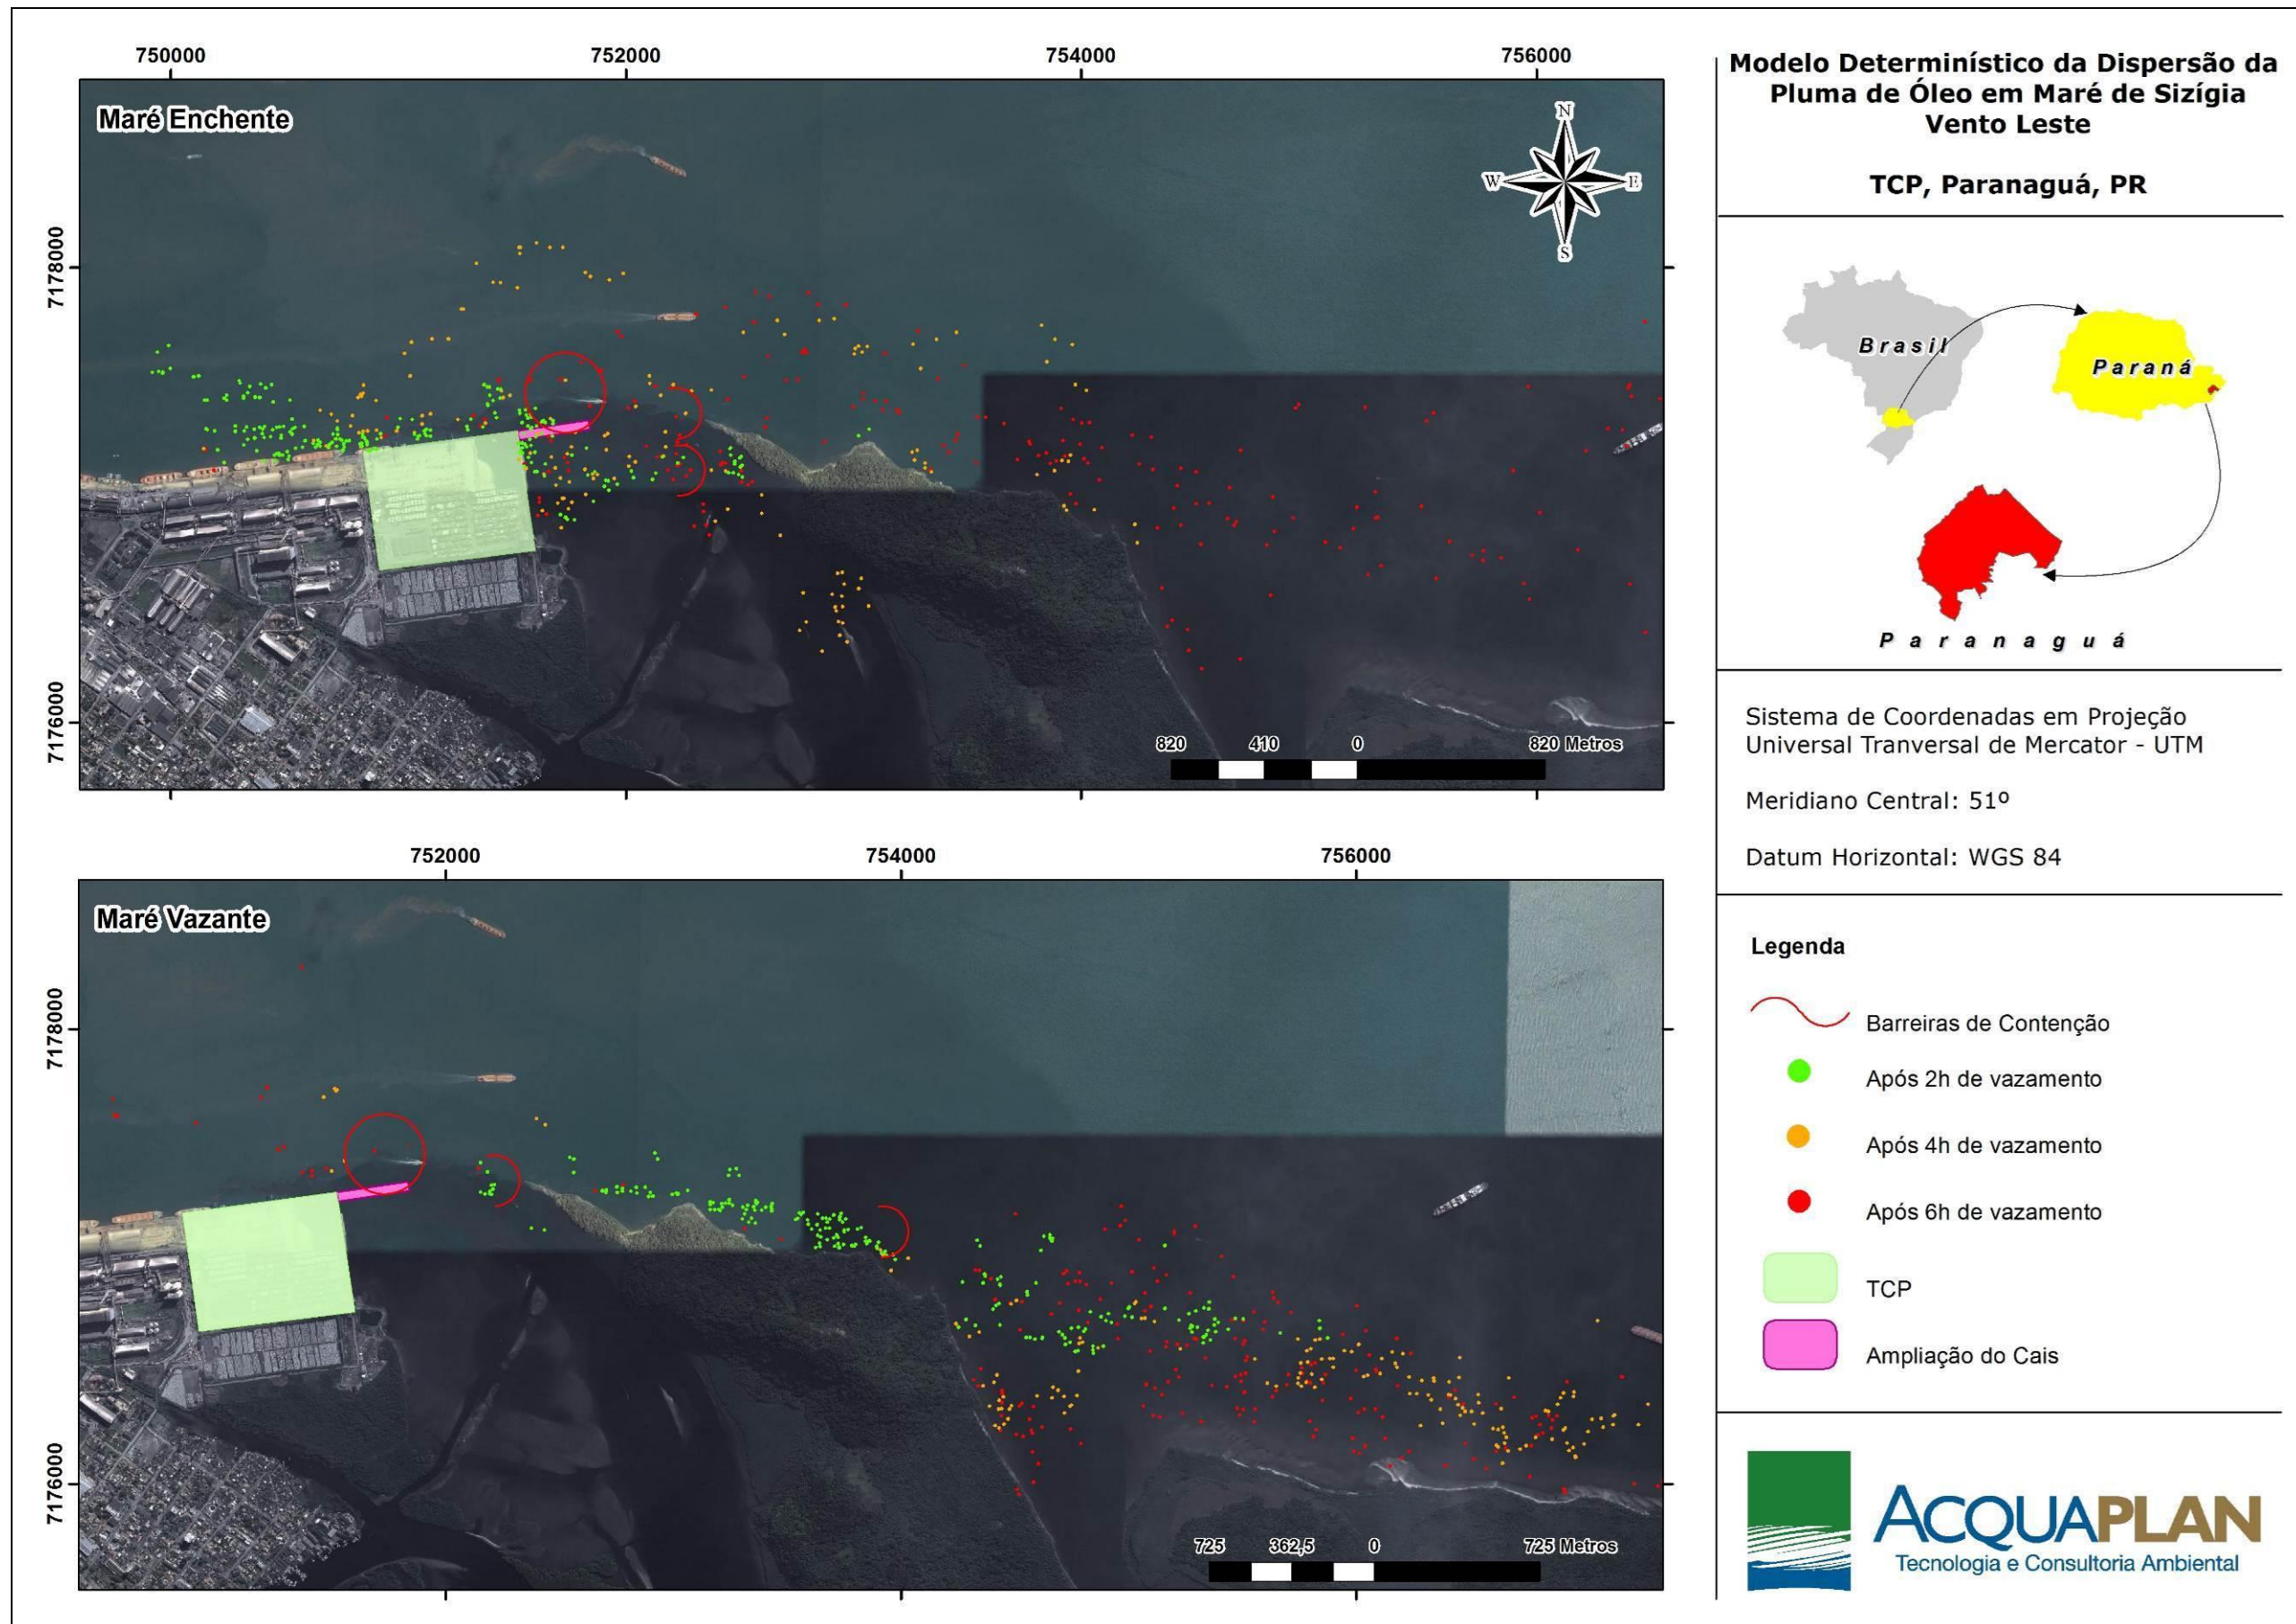 750000 752000 754000 756000
Maré Enchente
N
W E
S
7178000
7176000
820 410 0 820 Metros
752000 754000 756000
Maré Vazante
7178000
7176000
725 362,5 0 725 Metros
Modelo Determinístico da Dispersão da
Pluma de Óleo em Maré de Sizígia
Vento Leste
TCP, Paranaguá, PR
Brasil
Paraná
Paranaguá
Sistema de Coordenadas em Projeção
Universal Tranversal de Mercator - UTM
Meridiano Central: 51º
Datum Horizontal: WGS 84
Legenda
Barreiras de Contenção
Após 2h de vazamento
Após 4h de vazamento
Após 6h de vazamento
TCP
Ampliação do Cais
ACQUAPLAN
Tecnologia e Consultoria Ambiental